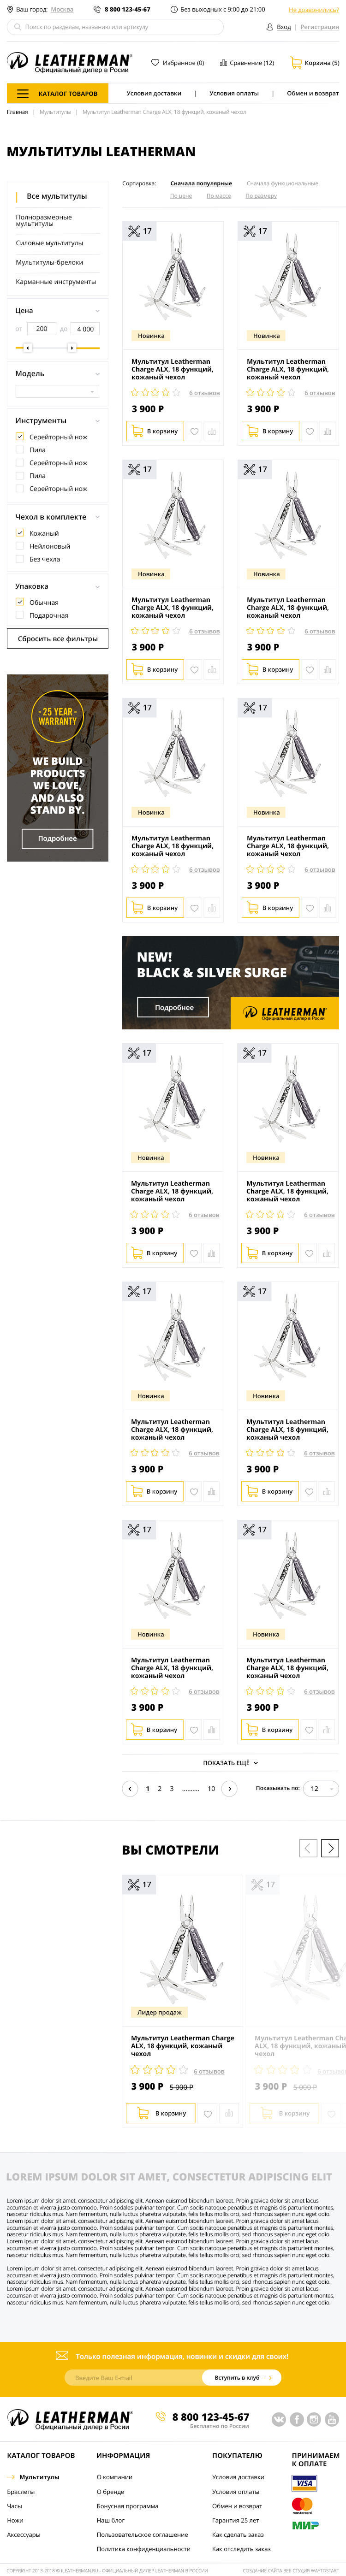 Ваш город: Москва
8 800 123-45-67
Без выходных с 9:00 до 21:00
Не дозвонились?
Поиск по разделам, названию или артикулу
Вход | Регистрация
LEATHERMAN
Официальный дилер в Росии
Избранное (0)
Сравнение (12)
Корзина (5)
КАТАЛОГ ТОВАРОВ
Условия доставки | Условия оплаты | Обмен и возврат
Главная | Мультитулы | Мультитул Leatherman Charge ALX, 18 функций, кожаный чехол
МУЛЬТИТУЛЫ LEATHERMAN
Все мультитулы
Полноразмерные
мультитулы
Силовые мультитулы
Мультитулы-брелоки
Карманные инструменты
Цена
от 200 до 4 000
Модель
Инструменты
Серейторный нож
Пила
Серейторный нож
Пила
Серейторный нож
Чехол в комплекте
Кожаный
Нейлоновый
Без чехла
Упаковка
Обычная
Подарочная
Сбросить все фильтры
- 25 YEAR -
WARRANTY
WE BUILD
PRODUCTS
WE LOVE,
AND ALSO
STAND BY.
Подробнее
Сортировка: Сначала популярные Сначала функциональные
По цене По массе По размеру
17 17
Новинка Новинка
Мультитул Leatherman Мультитул Leatherman
Charge ALX, 18 функций, Charge ALX, 18 функций,
кожаный чехол кожаный чехол
6 отзывов 6 отзывов
3 900 Р 3 900 Р
В корзину В корзину
17 17
Новинка Новинка
Мультитул Leatherman Мультитул Leatherman
Charge ALX, 18 функций, Charge ALX, 18 функций,
кожаный чехол кожаный чехол
6 отзывов 6 отзывов
3 900 Р 3 900 Р
В корзину В корзину
17 17
Новинка Новинка
Мультитул Leatherman Мультитул Leatherman
Charge ALX, 18 функций, Charge ALX, 18 функций,
кожаный чехол кожаный чехол
6 отзывов 6 отзывов
3 900 Р 3 900 Р
В корзину В корзину
NEW!
BLACK & SILVER SURGE
Подробнее
LEATHERMAN
Официальный дилер в Росии
17 17
Новинка Новинка
Мультитул Leatherman Мультитул Leatherman
Charge ALX, 18 функций, Charge ALX, 18 функций,
кожаный чехол кожаный чехол
6 отзывов 6 отзывов
3 900 Р 3 900 Р
В корзину В корзину
17 17
Новинка Новинка
Мультитул Leatherman Мультитул Leatherman
Charge ALX, 18 функций, Charge ALX, 18 функций,
кожаный чехол кожаный чехол
6 отзывов 6 отзывов
3 900 Р 3 900 Р
В корзину В корзину
17 17
Новинка Новинка
Мультитул Leatherman Мультитул Leatherman
Charge ALX, 18 функций, Charge ALX, 18 функций,
кожаный чехол кожаный чехол
6 отзывов 6 отзывов
3 900 Р 3 900 Р
В корзину В корзину
ПОКАЗАТЬ ЕЩЁ
1 2 3 .......... 10
Показывать по: 12
ВЫ СМОТРЕЛИ
17 17
Лидер продаж
Мультитул Leatherman Charge
ALX, 18 функций, кожаный
чехол
6 отзывов
3 900 Р 5 000 Р
В корзину
Мультитул Leatherman Cha
ALX, 18 функций, кожаный
чехол
6 отзывов
3 900 Р 5 000 Р
В корзину
LOREM IPSUM DOLOR SIT AMET, CONSECTETUR ADIPISCING ELIT
Lorem ipsum dolor sit amet, consectetur adipiscing elit. Aenean euismod bibendum laoreet. Proin gravida dolor sit amet lacus
accumsan et viverra justo commodo. Proin sodales pulvinar tempor. Cum sociis natoque penatibus et magnis dis parturient montes,
nascetur ridiculus mus. Nam fermentum, nulla luctus pharetra vulputate, felis tellus mollis orci, sed rhoncus sapien nunc eget odio.
Lorem ipsum dolor sit amet, consectetur adipiscing elit. Aenean euismod bibendum laoreet. Proin gravida dolor sit amet lacus
accumsan et viverra justo commodo. Proin sodales pulvinar tempor. Cum sociis natoque penatibus et magnis dis parturient montes,
nascetur ridiculus mus. Nam fermentum, nulla luctus pharetra vulputate, felis tellus mollis orci, sed rhoncus sapien nunc eget odio.
Lorem ipsum dolor sit amet, consectetur adipiscing elit. Aenean euismod bibendum laoreet. Proin gravida dolor sit amet lacus
accumsan et viverra justo commodo. Proin sodales pulvinar tempor. Cum sociis natoque penatibus et magnis dis parturient montes,
nascetur ridiculus mus. Nam fermentum, nulla luctus pharetra vulputate, felis tellus mollis orci, sed rhoncus sapien nunc eget odio.
Lorem ipsum dolor sit amet, consectetur adipiscing elit. Aenean euismod bibendum laoreet. Proin gravida dolor sit amet lacus
accumsan et viverra justo commodo. Proin sodales pulvinar tempor. Cum sociis natoque penatibus et magnis dis parturient montes,
nascetur ridiculus mus. Nam fermentum, nulla luctus pharetra vulputate, felis tellus mollis orci, sed rhoncus sapien nunc eget odio.
Lorem ipsum dolor sit amet, consectetur adipiscing elit. Aenean euismod bibendum laoreet. Proin gravida dolor sit amet lacus
accumsan et viverra justo commodo. Proin sodales pulvinar tempor. Cum sociis natoque penatibus et magnis dis parturient montes,
nascetur ridiculus mus. Nam fermentum, nulla luctus pharetra vulputate, felis tellus mollis orci, sed rhoncus sapien nunc eget odio.
Только полезная информация, новинки и скидки для своих!
Введите Ваш E-mail
Вступить в клуб
LEATHERMAN
Официальный дилер в Росии
8 800 123-45-67
Бесплатно по России
КАТАЛОГ ТОВАРОВ
Мультитулы
Браслеты
Часы
Ножи
Аксессуары
ИНФОРМАЦИЯ
О компании
О бренде
Бонусная программа
Наш блог
Пользовательское соглашение
Политика конфиденциальности
ПОКУПАТЕЛЮ
Условия доставки
Условия оплаты
Обмен и возврат
Гарантия 25 лет
Как сделать заказ
Как отследить заказ
ПРИНИМАЕМ
К ОПЛАТЕ
VISA
МИР
СОЗДАНИЕ САЙТА ВЕБ СТУДИЯ WANTOSTART